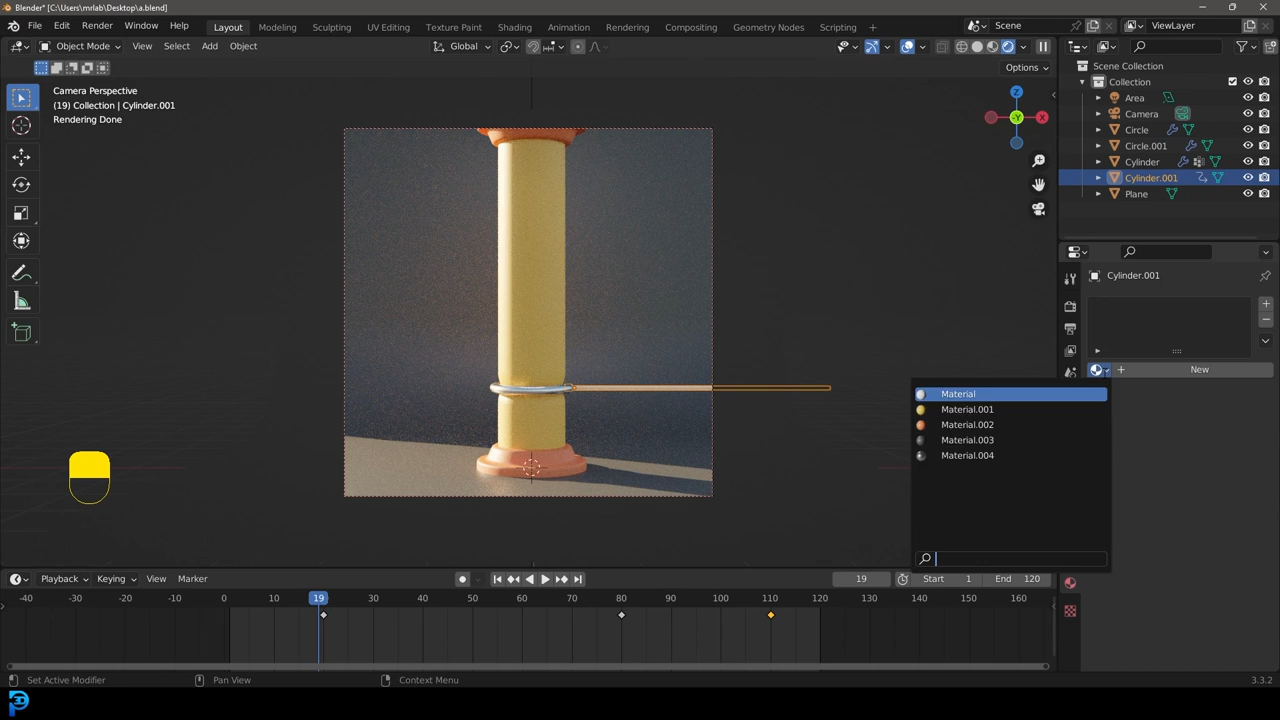 Blender* [C:\Users\mrlab\Desktop\a.blend]
File Edit Render Window Help Layout Modeling Sculpting UV Editing Texture Paint Shading Animation Rendering Compositing Geometry Nodes Scripting + Scene ViewLayer
Object Mode View Select Add Object Global
Options
Camera Perspective
(19) Collection | Cylinder.001
Rendering Done
Z
-Y
X
Scene Collection
Collection
Area
Camera
Circle
Circle.001
Cylinder
Cylinder.001
Plane
Cylinder.001
New
Material
Material.001
Material.002
Material.003
Material.004
Playback Keying View Marker 19 Start 1 End 120
-40 -30 -20 -10 0 10 19 30 40 50 60 70 80 90 100 110 120 130 140 150 160
Set Active Modifier Pan View Context Menu 3.3.2